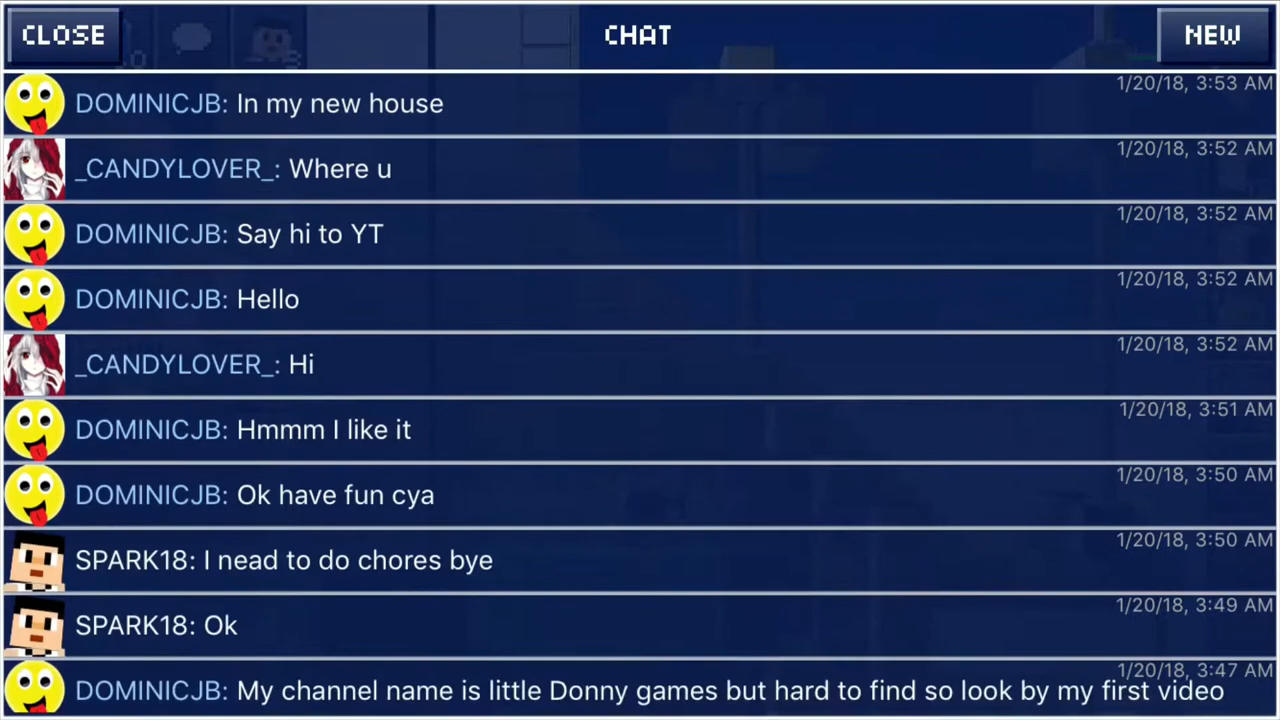 CLOSE
CHAT
NEW
1/20/18, 3:53 AM
DOMINICJB: In my new house
1/20/18, 3:52 AM
_CANDYLOVER_: Where u
1/20/18, 3:52 AM
DOMINICJB: Say hi to YT
1/20/18, 3:52 AM
DOMINICJB: Hello
1/20/18, 3:52 AM
_CANDYLOVER_: Hi
1/20/18, 3:51 AM
DOMINICJB: Hmmm I like it
1/20/18, 3:50 AM
DOMINICJB: Ok have fun cya
1/20/18, 3:50 AM
SPARK18: I nead to do chores bye
1/20/18, 3:49 AM
SPARK18: Ok
1/20/18, 3:47 AM
DOMINICJB: My channel name is little Donny games but hard to find so look by my first video